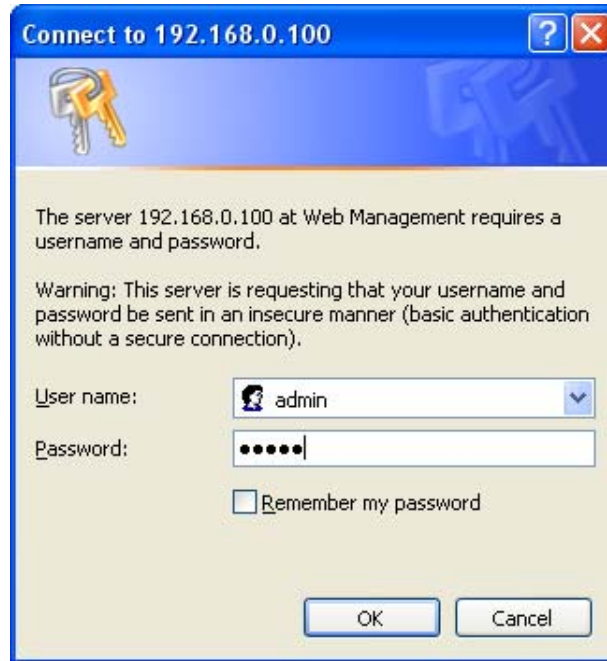 Connect to 192.168.0.100
The server 192.168.0.100 at Web Management requires a
username and password.
Warning: This server is requesting that your username and
password be sent in an insecure manner (basic authentication
without a secure connection).
User name:
admin
Password:
•••••
Remember my password
OK
Cancel